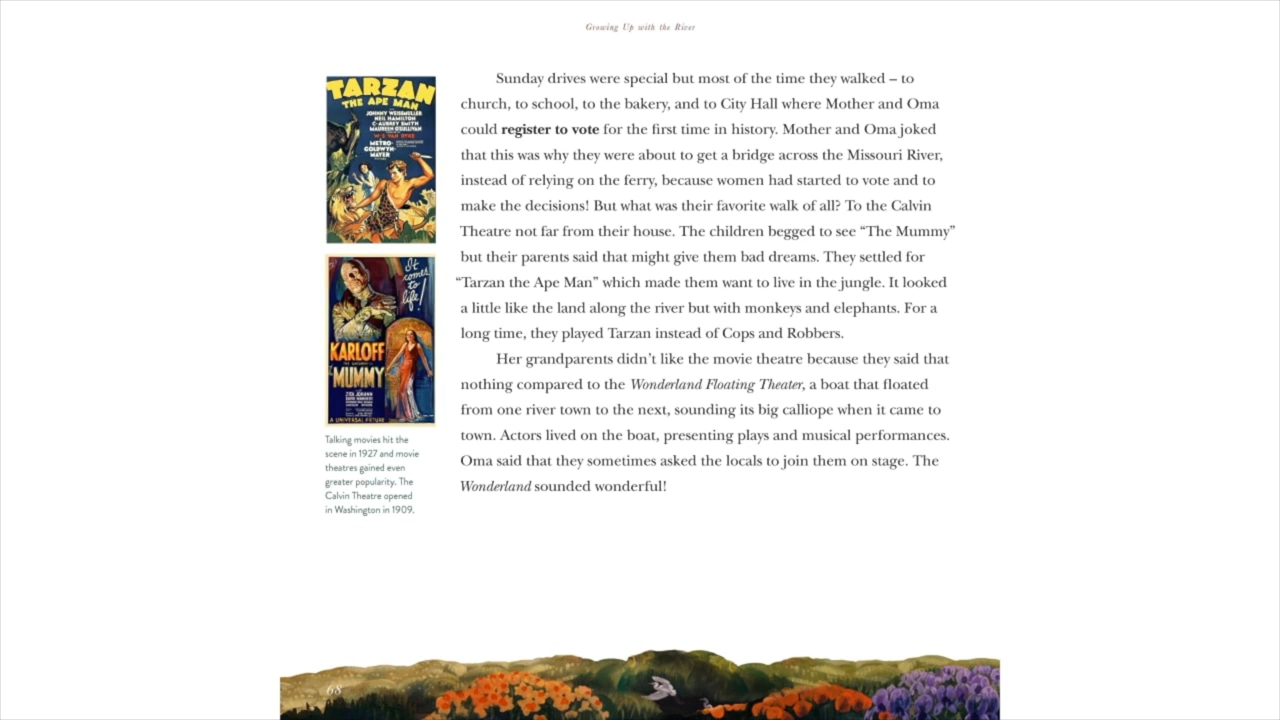 Growing Up with the River
TARZAN
THE APE MAN
JOHNNY WEISSMULLER
NEIL HAMILTON
C. AUBREY SMITH
MAUREEN O'SULLIVAN
W. S. VAN DYKE
METRO-
GOLDWYN-
MAYER
It
comes
to
life!
KARLOFF
MUMMY
ZITA JOHANN
A UNIVERSAL PICTURE
Talking movies hit the
scene in 1927 and movie
theatres gained even
greater popularity. The
Calvin Theatre opened
in Washington in 1909.
Sunday drives were special but most of the time they walked – to
church, to school, to the bakery, and to City Hall where Mother and Oma
could register to vote for the first time in history. Mother and Oma joked
that this was why they were about to get a bridge across the Missouri River,
instead of relying on the ferry, because women had started to vote and to
make the decisions! But what was their favorite walk of all? To the Calvin
Theatre not far from their house. The children begged to see “The Mummy”
but their parents said that might give them bad dreams. They settled for
“Tarzan the Ape Man” which made them want to live in the jungle. It looked
a little like the land along the river but with monkeys and elephants. For a
long time, they played Tarzan instead of Cops and Robbers.
Her grandparents didn’t like the movie theatre because they said that
nothing compared to the Wonderland Floating Theater, a boat that floated
from one river town to the next, sounding its big calliope when it came to
town. Actors lived on the boat, presenting plays and musical performances.
Oma said that they sometimes asked the locals to join them on stage. The
Wonderland sounded wonderful!
68